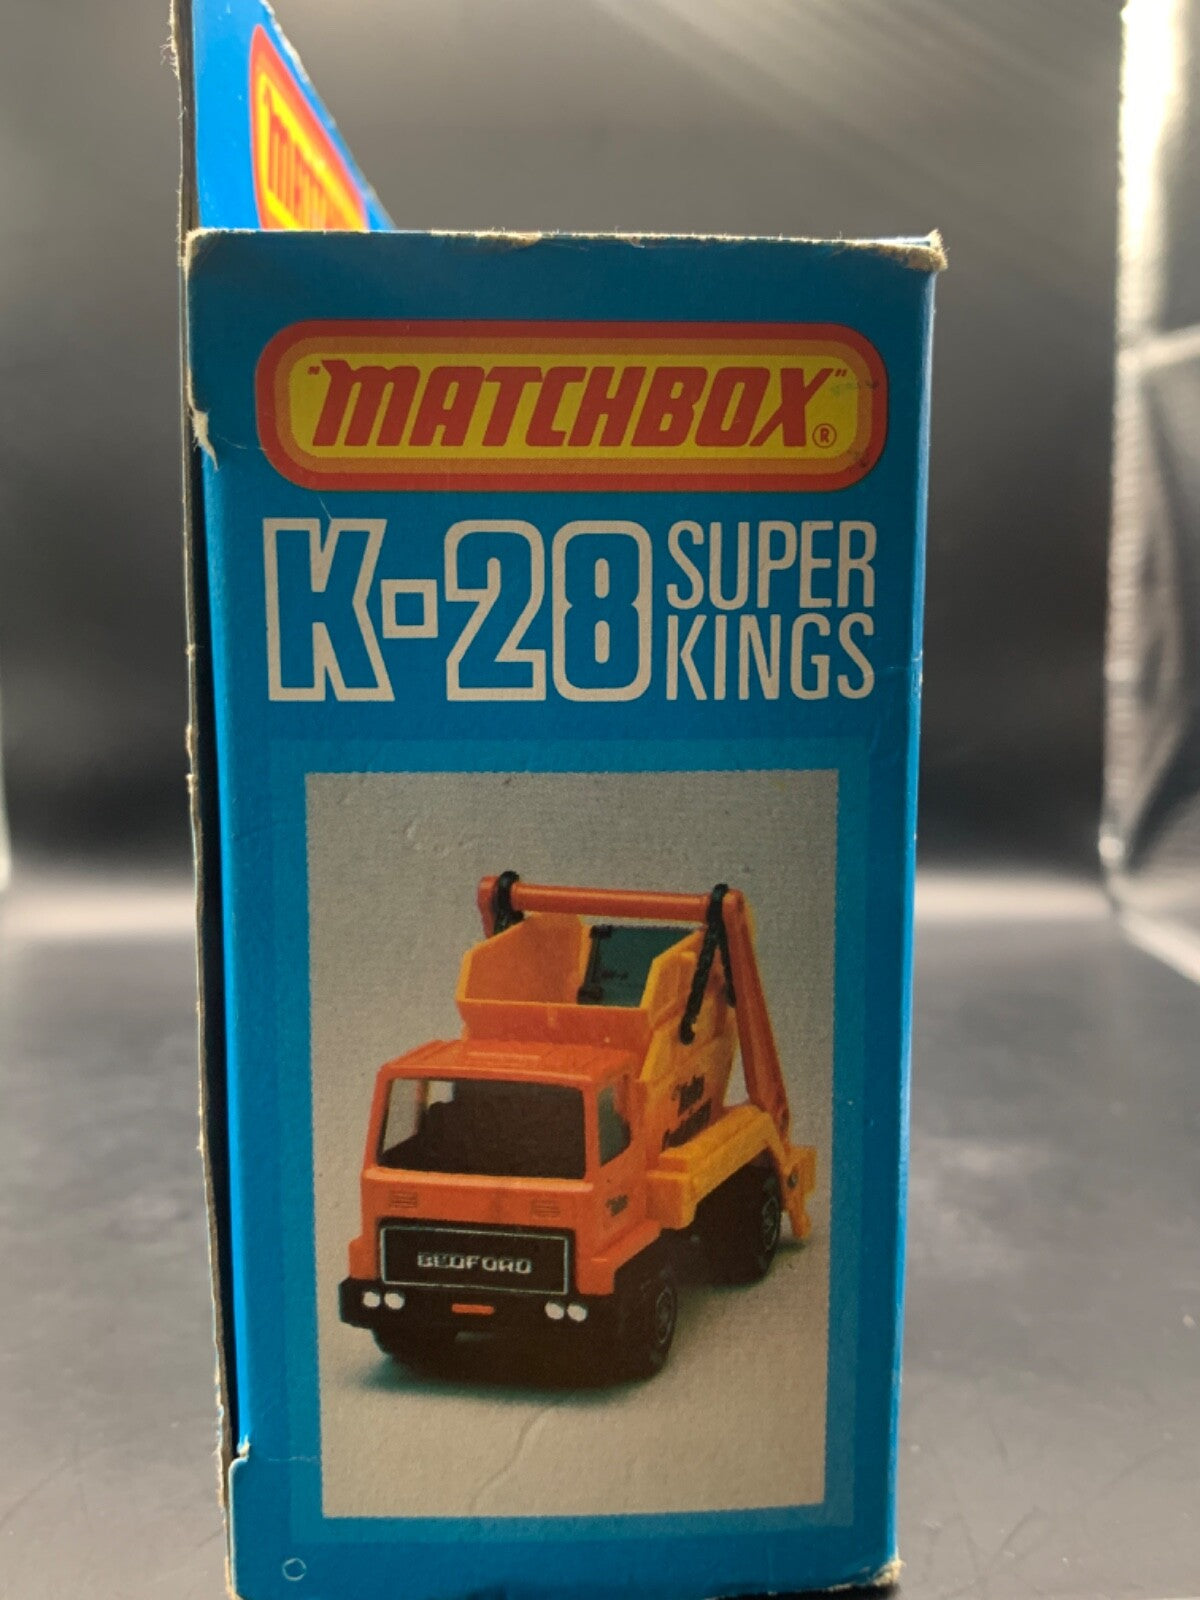 "MATCHBOX"®
K-28 SUPER KINGS
BEDFORD